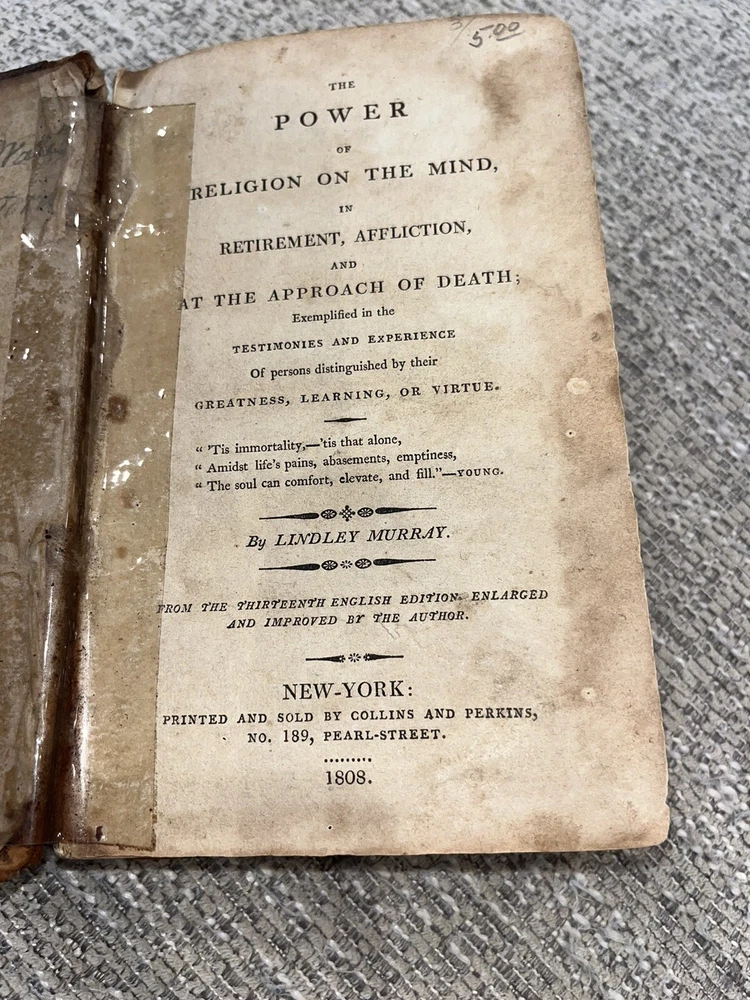 5.00
THE
POWER
OF
RELIGION ON THE MIND,
IN
RETIREMENT, AFFLICTION,
AND
AT THE APPROACH OF DEATH;
Exemplified in the
TESTIMONIES AND EXPERIENCE
Of persons distinguished by their
GREATNESS, LEARNING, OR VIRTUE.
“ 'Tis immortality,—'tis that alone,
“ Amidst life's pains, abasements, emptiness,
“ The soul can comfort, elevate, and fill.”—YOUNG.
By LINDLEY MURRAY.
FROM THE THIRTEENTH ENGLISH EDITION. ENLARGED
AND IMPROVED BY THE AUTHOR.
NEW-YORK:
PRINTED AND SOLD BY COLLINS AND PERKINS,
NO. 189, PEARL-STREET.
1808.